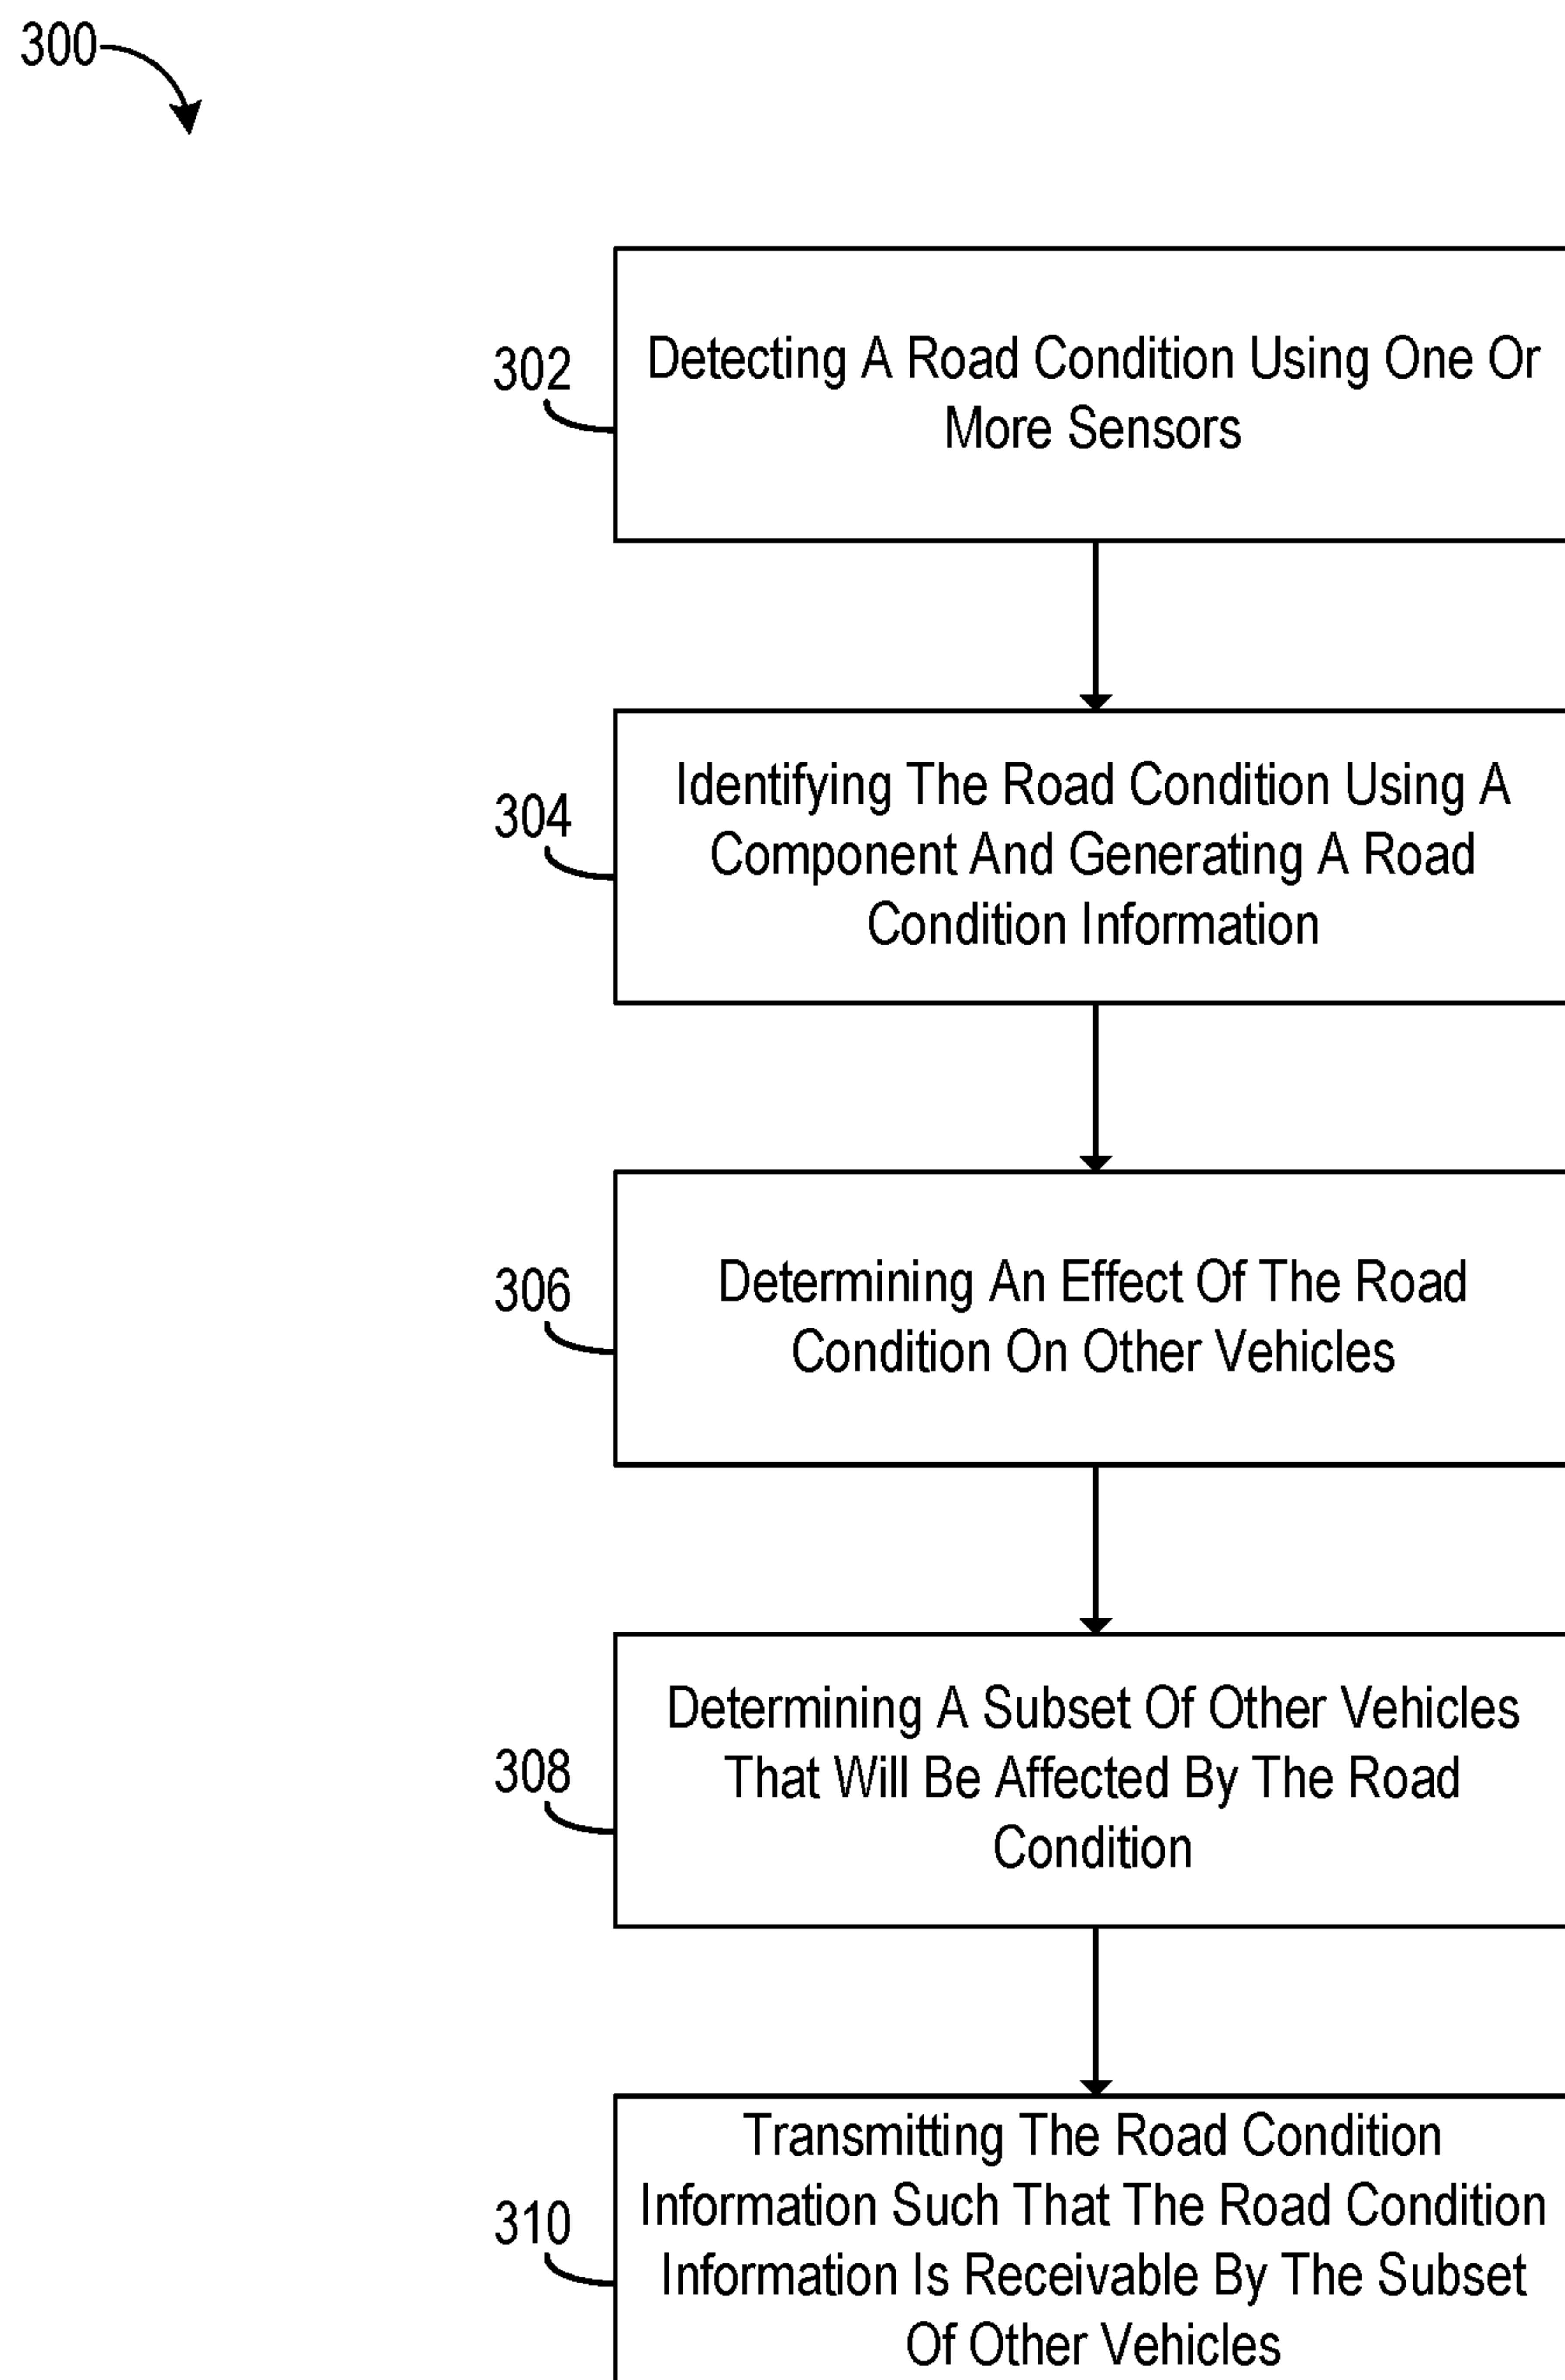 300
302
Detecting A Road Condition Using One Or
More Sensors
304
Identifying The Road Condition Using A
Component And Generating A Road
Condition Information
306
Determining An Effect Of The Road
Condition On Other Vehicles
308
Determining A Subset Of Other Vehicles
That Will Be Affected By The Road
Condition
310
Transmitting The Road Condition
Information Such That The Road Condition
Information Is Receivable By The Subset
Of Other Vehicles